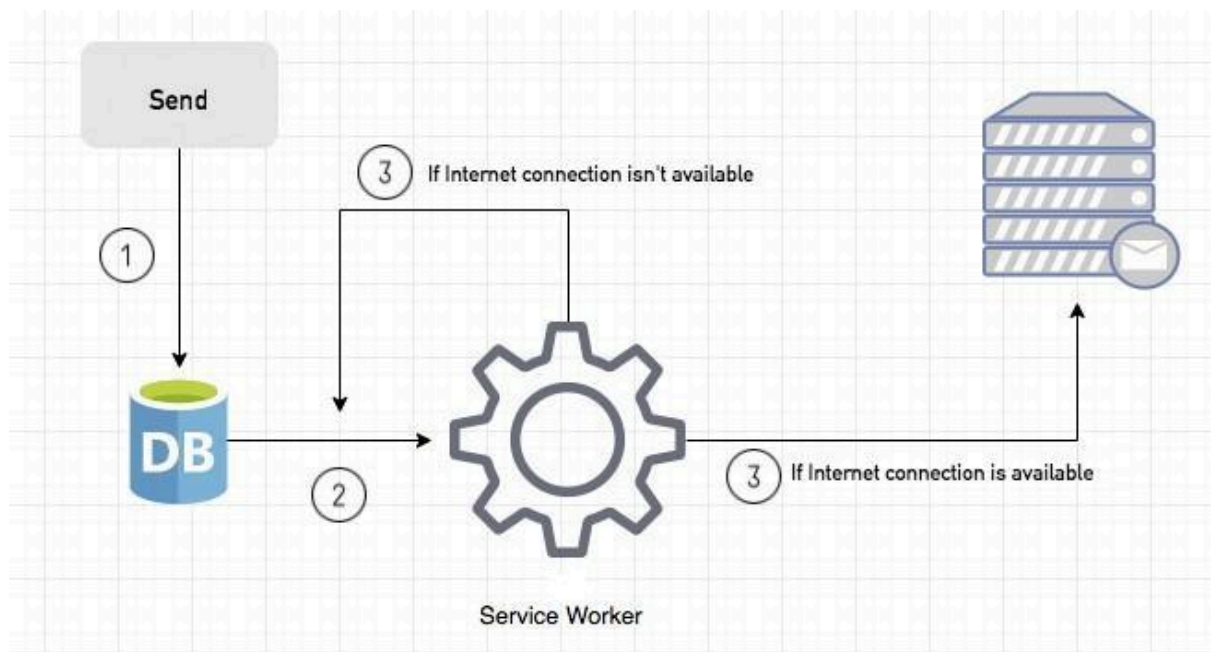 Send
3
If Internet connection isn't available
1
DB
2
3
If Internet connection is available
Service Worker